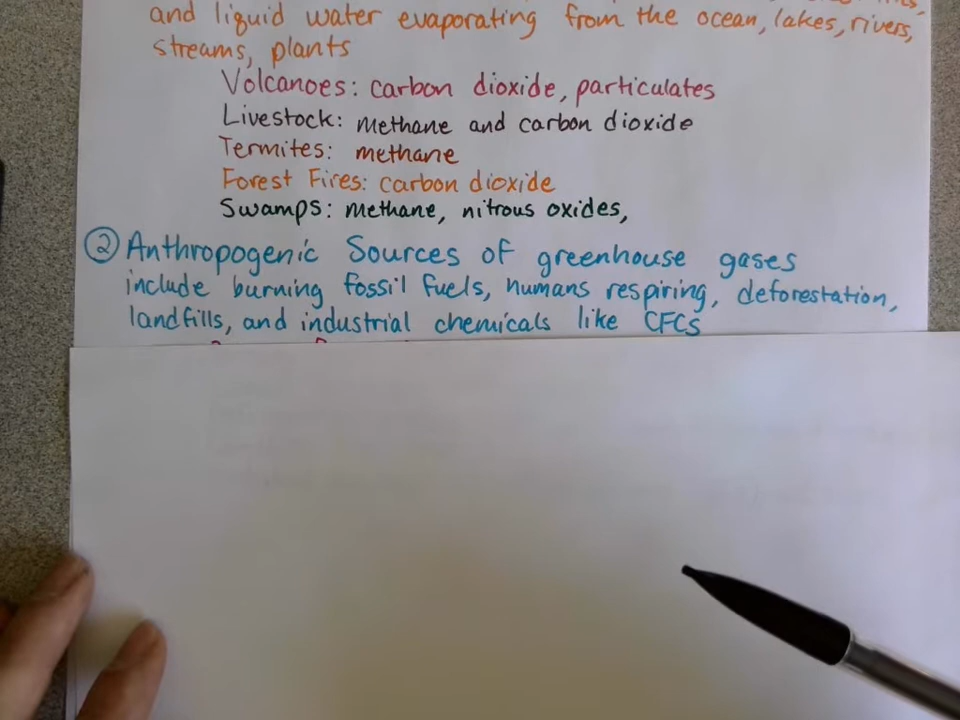 and liquid water evaporating from the ocean, lakes, rivers,
streams, plants
Volcanoes: carbon dioxide, particulates
Livestock: methane and carbon dioxide
Termites: methane
Forest Fires: carbon dioxide
Swamps: methane, nitrous oxides,
② Anthropogenic Sources of greenhouse gases
include burning fossil fuels, humans respiring, deforestation,
landfills, and industrial chemicals like CFCs